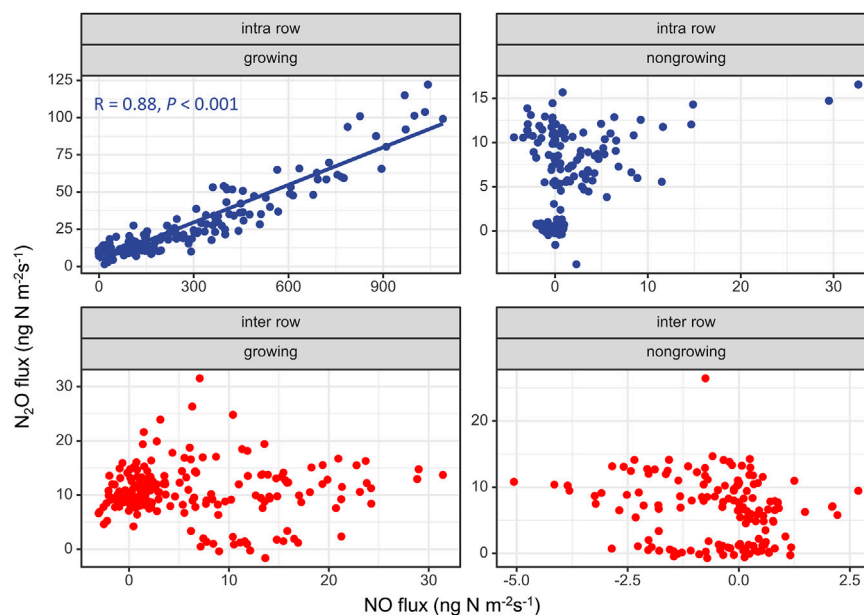 intra row
growing
R = 0.88, P < 0.001
125
100
75
50
25
0
0 300 600 900
intra row
nongrowing
15
10
5
0
0 10 20 30
inter row
growing
30
20
10
0
0 10 20 30
inter row
nongrowing
20
10
0
-5.0 -2.5 0.0 2.5
N₂O flux (ng N m⁻²s⁻¹)
NO flux (ng N m⁻²s⁻¹)